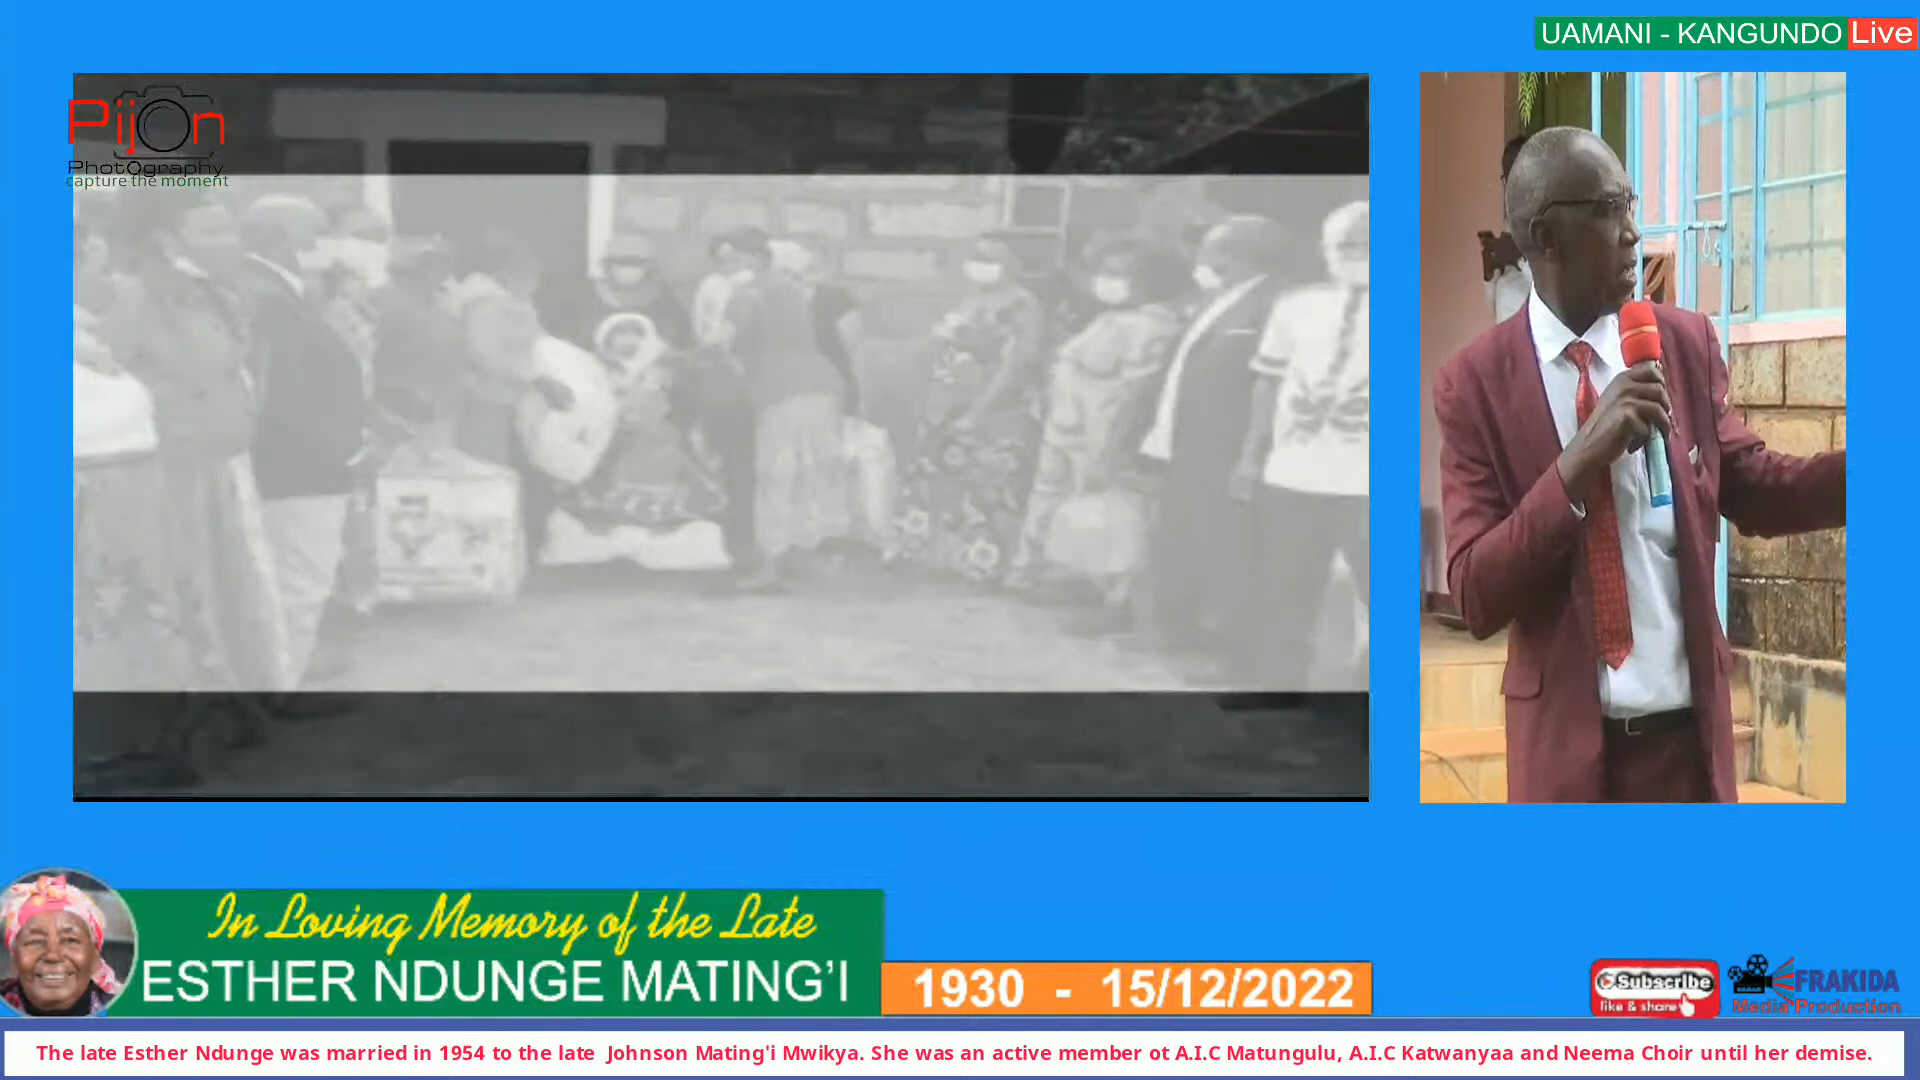 UAMANI - KANGUNDO Live
Pijon
PhotOgraphy
capture the moment
In Loving Memory of the Late
ESTHER NDUNGE MATING'I
1930 - 15/12/2022
Subscribe
like & share
FRAKIDA
Media Production
The late Esther Ndunge was married in 1954 to the late Johnson Mating'i Mwikya. She was an active member ot A.I.C Matungulu, A.I.C Katwanyaa and Neema Choir until her demise.